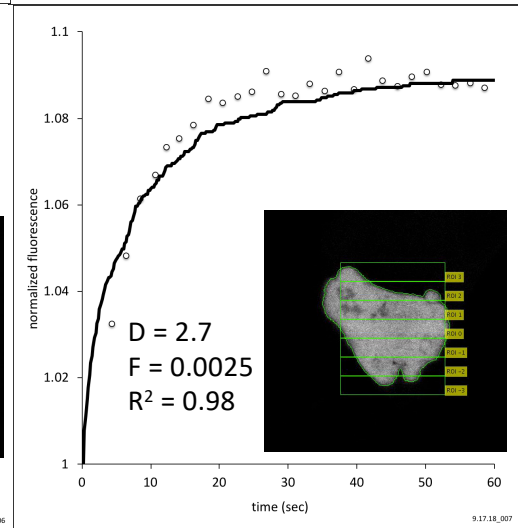 1.1
1.08
1.06
1.04
1.02
1
normalized fluorescence
D = 2.7
F = 0.0025
R² = 0.98
ROI 3
ROI 2
ROI 1
ROI 0
ROI -1
ROI -2
ROI -3
0 10 20 30 40 50 60
time (sec)
9.17.18_007